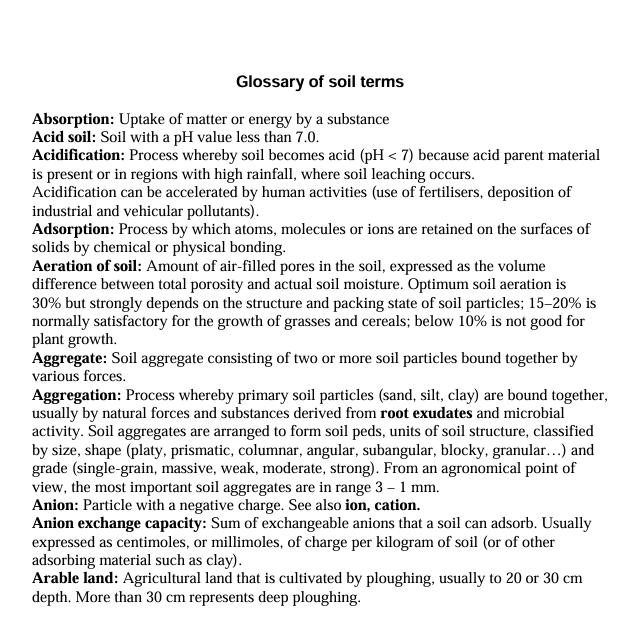 Glossary of soil terms
Absorption: Uptake of matter or energy by a substance
Acid soil: Soil with a pH value less than 7.0.
Acidification: Process whereby soil becomes acid (pH < 7) because acid parent material
is present or in regions with high rainfall, where soil leaching occurs.
Acidification can be accelerated by human activities (use of fertilisers, deposition of
industrial and vehicular pollutants).
Adsorption: Process by which atoms, molecules or ions are retained on the surfaces of
solids by chemical or physical bonding.
Aeration of soil: Amount of air-filled pores in the soil, expressed as the volume
difference between total porosity and actual soil moisture. Optimum soil aeration is
30% but strongly depends on the structure and packing state of soil particles; 15–20% is
normally satisfactory for the growth of grasses and cereals; below 10% is not good for
plant growth.
Aggregate: Soil aggregate consisting of two or more soil particles bound together by
various forces.
Aggregation: Process whereby primary soil particles (sand, silt, clay) are bound together,
usually by natural forces and substances derived from root exudates and microbial
activity. Soil aggregates are arranged to form soil peds, units of soil structure, classified
by size, shape (platy, prismatic, columnar, angular, subangular, blocky, granular…) and
grade (single-grain, massive, weak, moderate, strong). From an agronomical point of
view, the most important soil aggregates are in range 3 – 1 mm.
Anion: Particle with a negative charge. See also ion, cation.
Anion exchange capacity: Sum of exchangeable anions that a soil can adsorb. Usually
expressed as centimoles, or millimoles, of charge per kilogram of soil (or of other
adsorbing material such as clay).
Arable land: Agricultural land that is cultivated by ploughing, usually to 20 or 30 cm
depth. More than 30 cm represents deep ploughing.